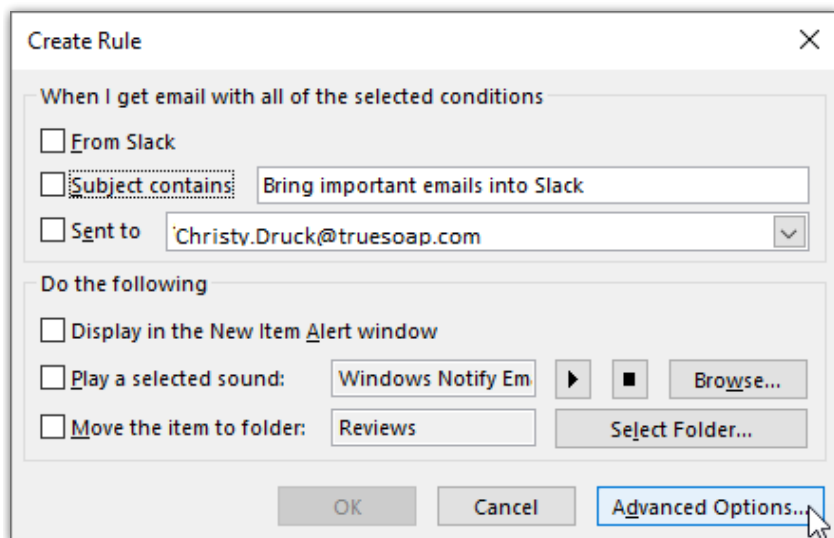 Create Rule
When I get email with all of the selected conditions
From Slack
Subject contains Bring important emails into Slack
Sent to Christy.Druck@truesoap.com
Do the following
Display in the New Item Alert window
Play a selected sound: Windows Notify Em Browse...
Move the item to folder: Reviews Select Folder...
OK Cancel Advanced Options...